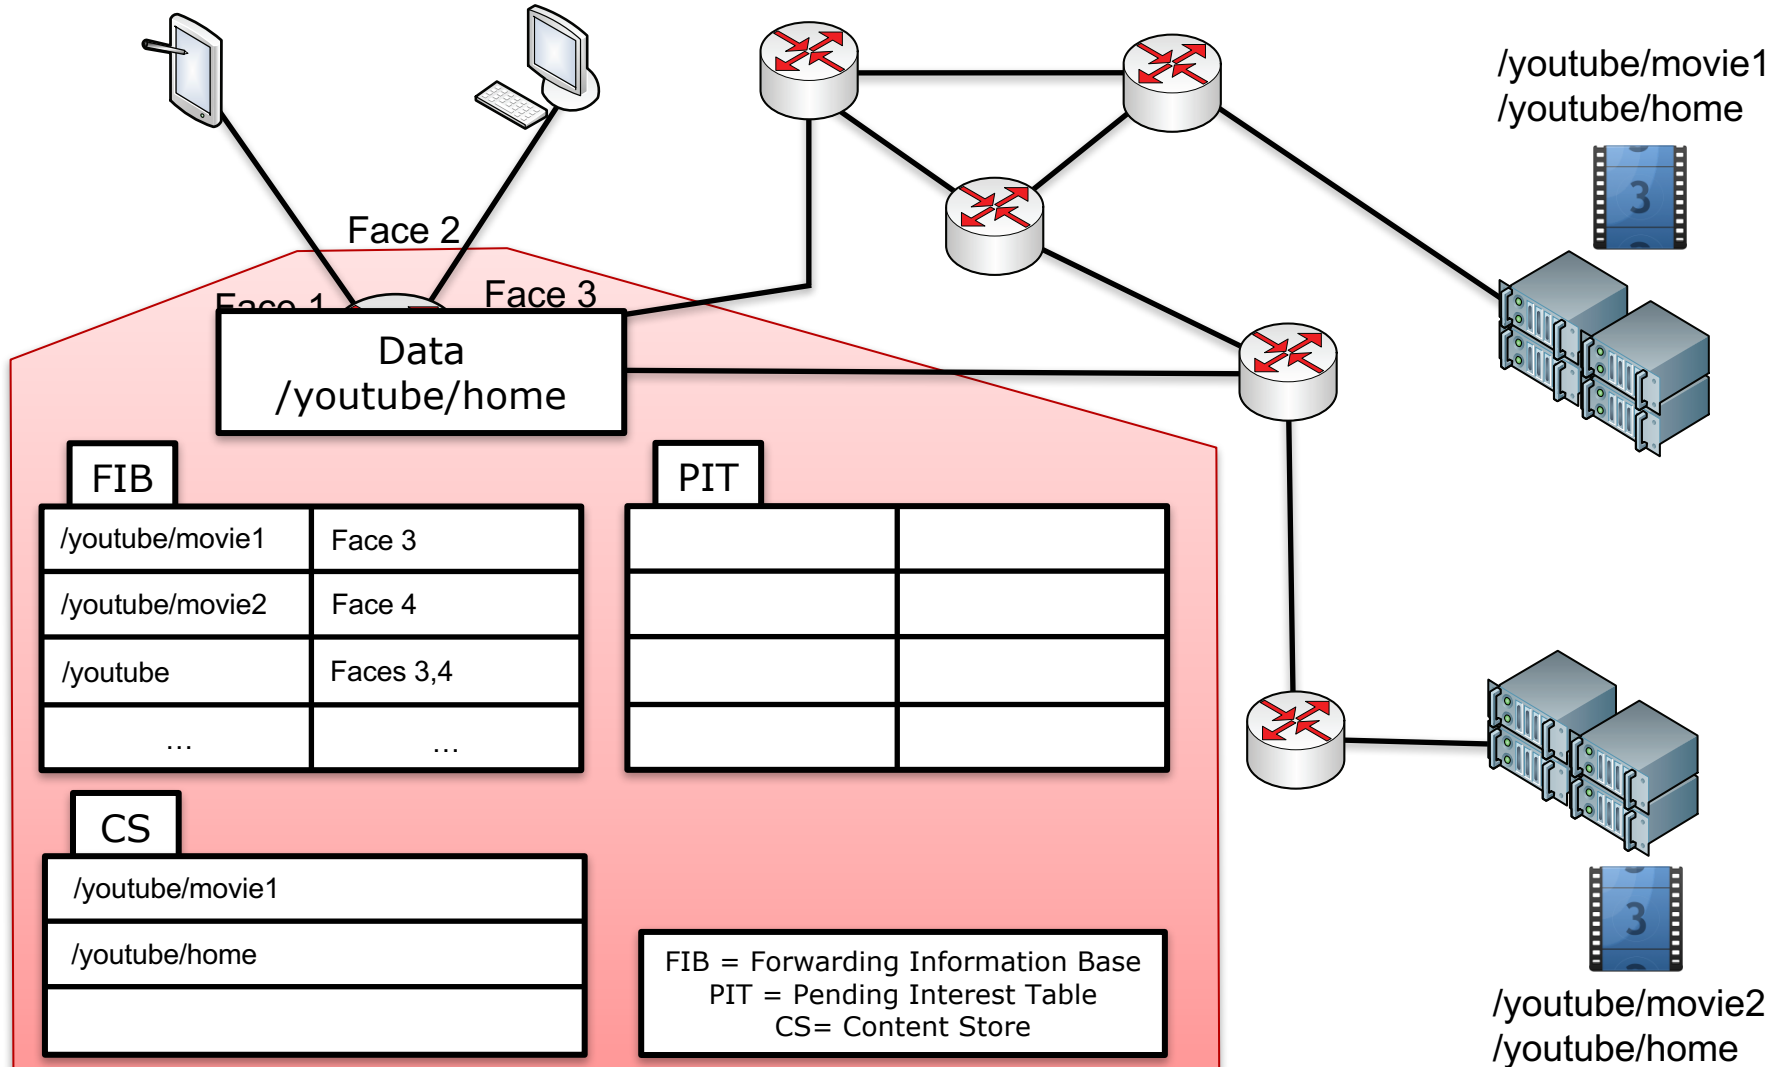 /youtube/movie1
/youtube/home
3
Face 2
Face 1
Face 3
Data
/youtube/home
FIB
/youtube/movie1 Face 3
/youtube/movie2 Face 4
/youtube Faces 3,4
... ...
PIT
CS
/youtube/movie1
/youtube/home
FIB = Forwarding Information Base
PIT = Pending Interest Table
CS= Content Store
3
/youtube/movie2
/youtube/home